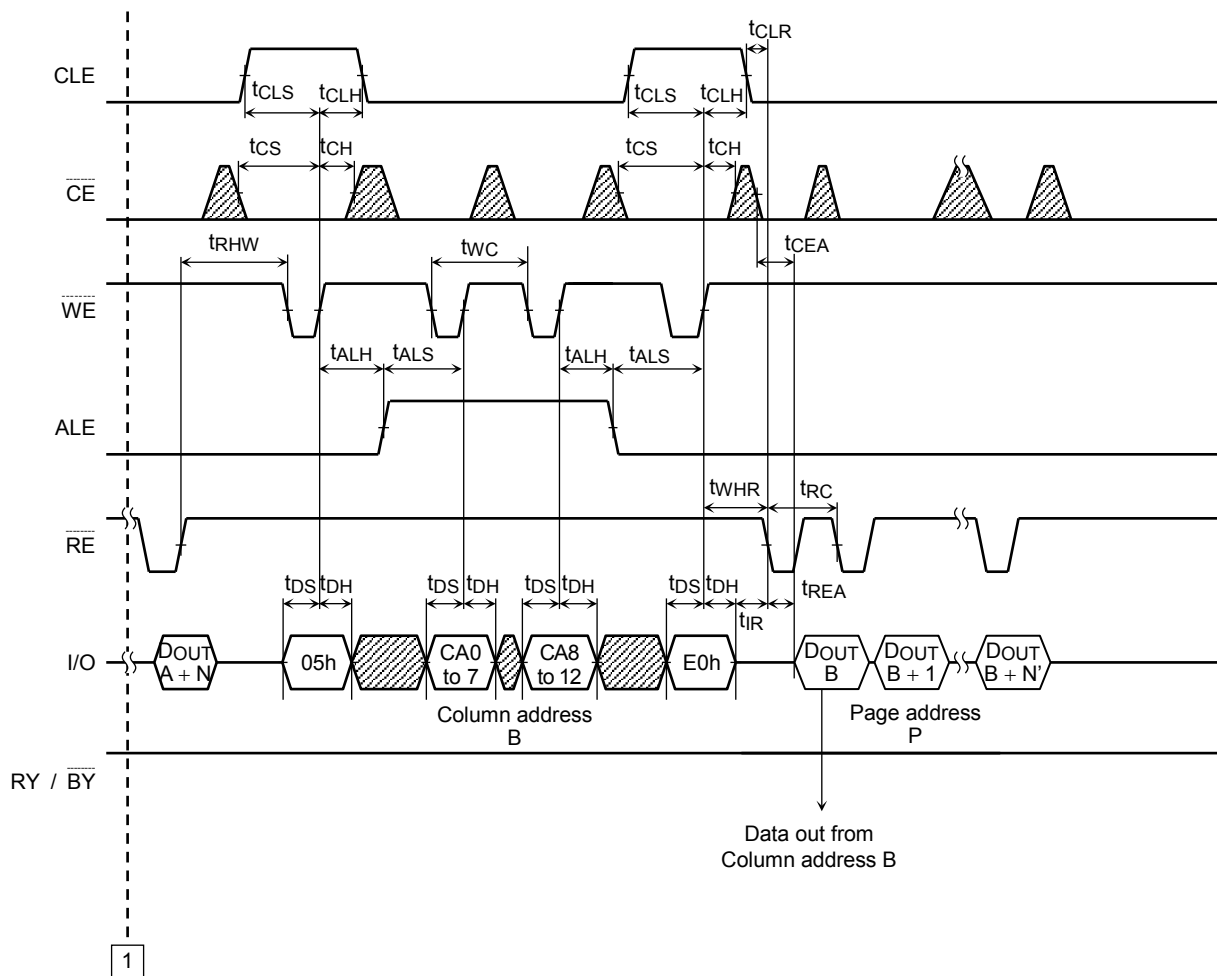 tCLR
CLE
tCLS tCLH tCLS tCLH
tCS tCH tCS tCH
CE
tRHW tWC tCEA
WE
tALH tALS tALH tALS
ALE
tWHR tRC
RE
tDS tDH tDS tDH tDS tDH tDS tDH tREA
tIR
I/O
DOUT
A + N
05h
CA0
to 7
CA8
to 12
E0h
DOUT
B
DOUT
B + 1
DOUT
B + N’
Column address
B
Page address
P
RY / BY
Data out from
Column address B
1